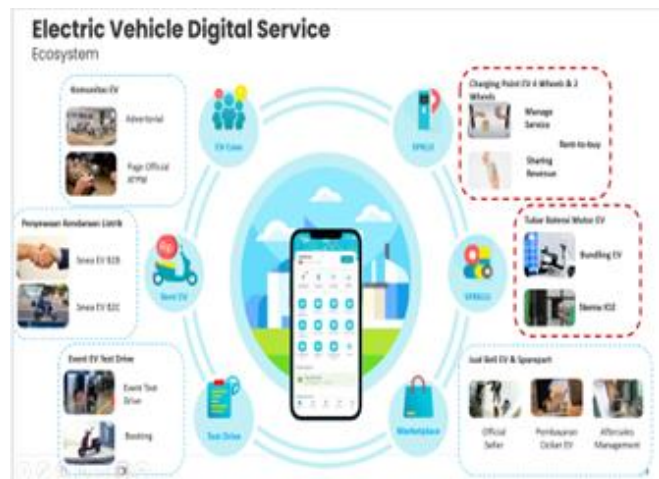 Electric Vehicle Digital Service
Ecosystem
Komunitas EV
Advertorial
Page Official
ATPM
EV Case
SPKLU
Charging Point EV 4 Wheels & 2
Wheels
Manage
Service
Rent-to-buy
Sharing
Revenue
Penyewaan Kendaraan Listrik
Sewa EV B2B
Sewa EV B2C
Rent EV
SPBKLU
Tukar Baterai Motor EV
Bundling EV
Skema IO2
Event EV Test Drive
Event Test
Drive
Booking
Test Drive
Marketplace
Jual Beli EV & Sparepart
Official
Seller
Pembayaran
Cicilan EV
Aftersales
Management